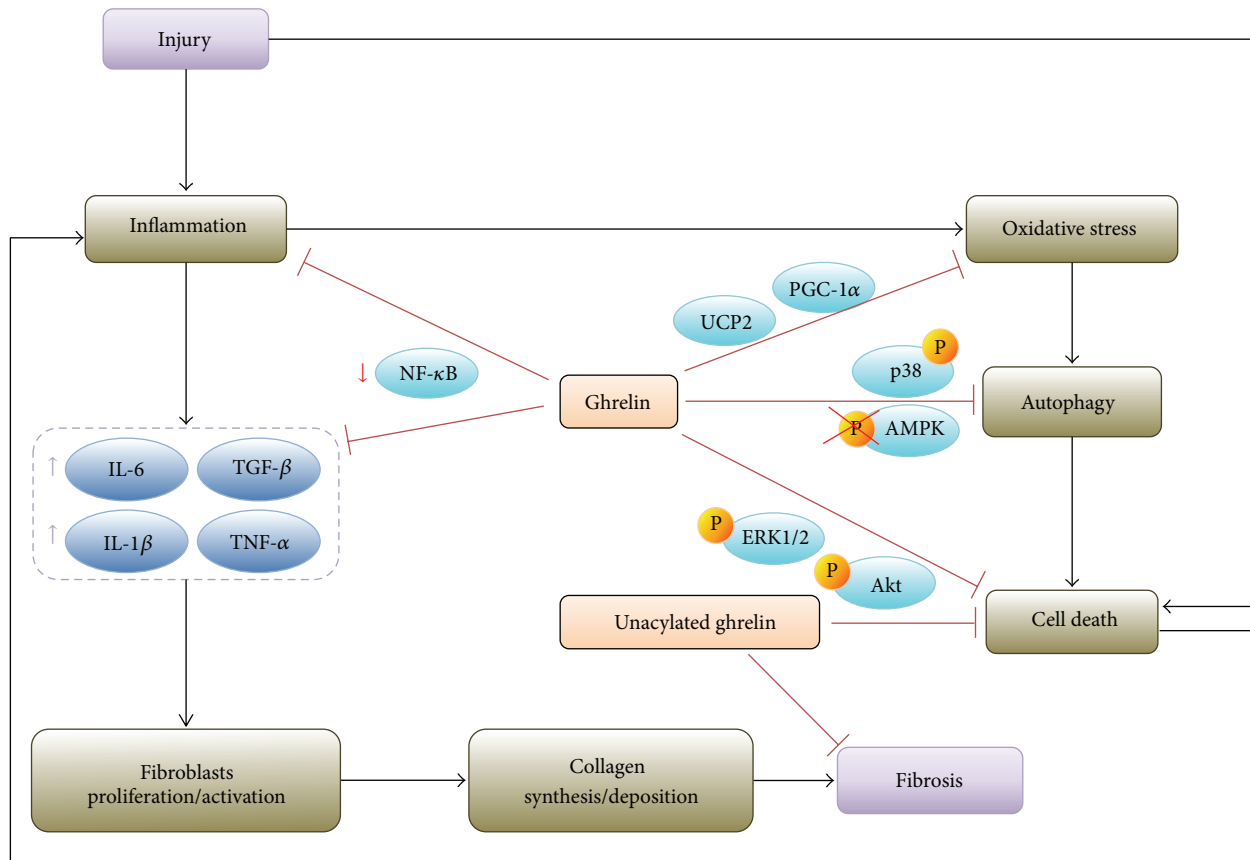 Injury
Inflammation
Oxidative stress
PGC-1α
UCP2
P
p38
NF-κB
↓
Ghrelin
Autophagy
P
AMPK
↑
IL-6
TGF-β
↑
IL-1β
TNF-α
P
ERK1/2
P
Akt
Unacylated ghrelin
Cell death
Fibroblasts
proliferation/activation
Collagen
synthesis/deposition
Fibrosis